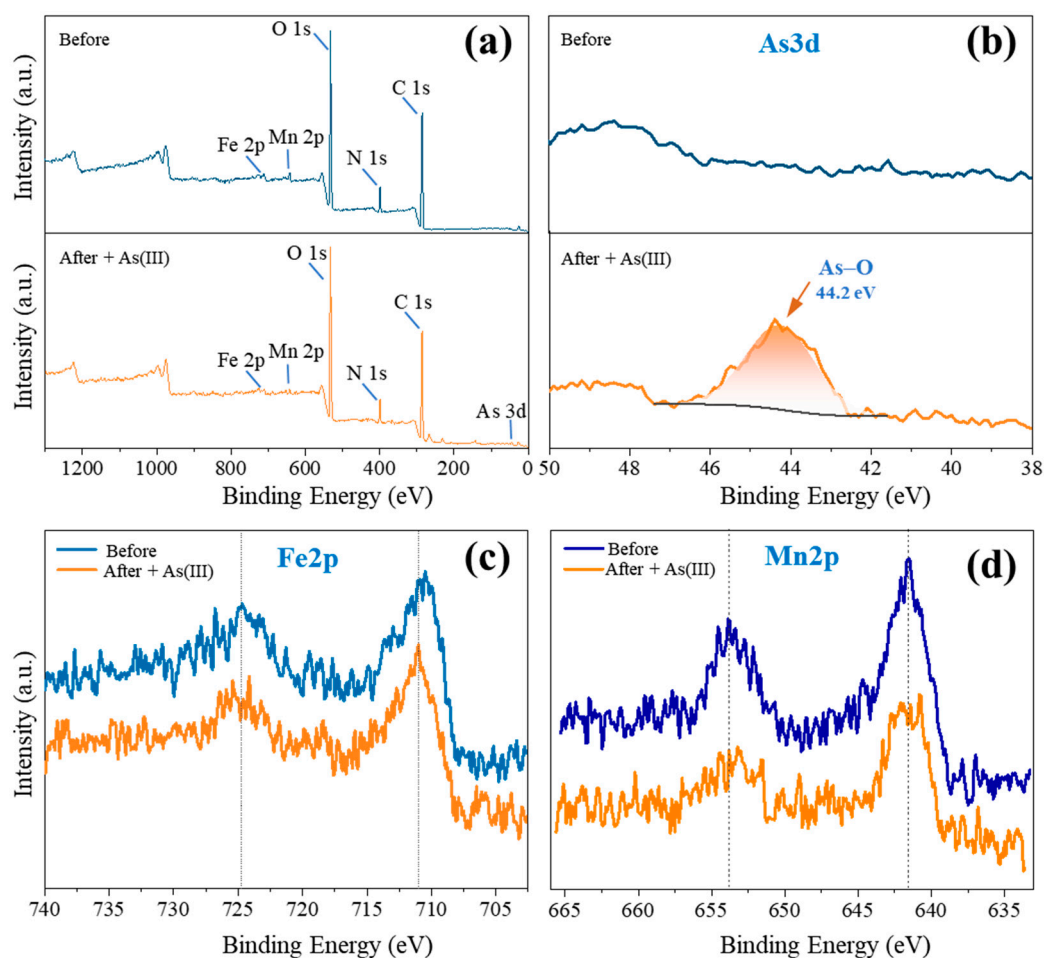 Before
(a)
O 1s
C 1s
Fe 2p
Mn 2p
N 1s
Intensity (a.u.)
After + As(III)
O 1s
C 1s
Fe 2p
Mn 2p
N 1s
As 3d
Intensity (a.u.)
1200 1000 800 600 400 200 0
Binding Energy (eV)
Before
As3d
(b)
Intensity (a.u.)
After + As(III)
As–O
44.2 eV
Intensity (a.u.)
50 48 46 44 42 40 38
Binding Energy (eV)
Before
After + As(III)
Fe2p
(c)
Intensity (a.u.)
740 735 730 725 720 715 710 705
Binding Energy (eV)
Before
After + As(III)
Mn2p
(d)
Intensity (a.u.)
665 660 655 650 645 640 635
Binding Energy (eV)